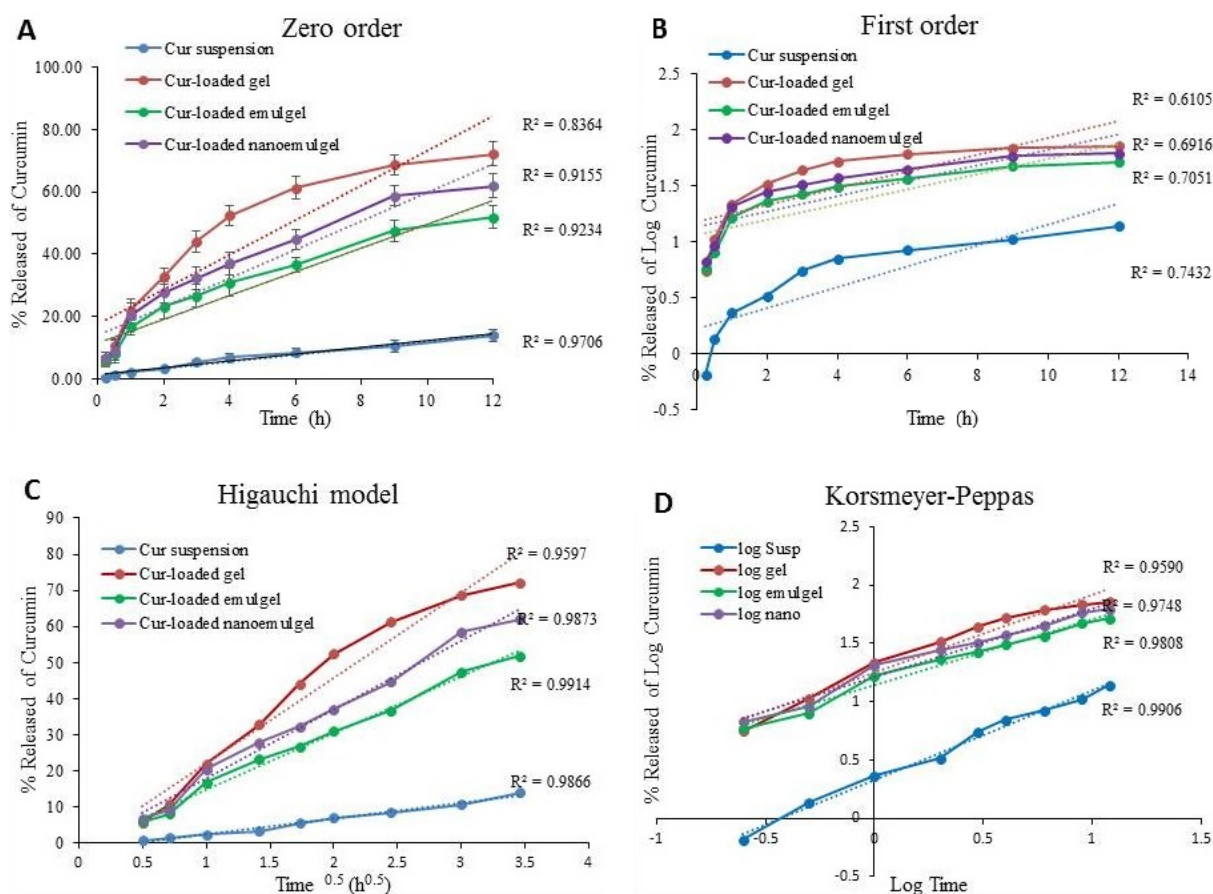 A
Zero order
Cur suspension
Cur-loaded gel
Cur-loaded emulgel
Cur-loaded nanoemulgel
% Released of Curcumin
100.00
80.00
60.00
40.00
20.00
0.00
0 2 4 6 8 10 12
Time (h)
R² = 0.8364
R² = 0.9155
R² = 0.9234
R² = 0.9706
B
First order
Cur suspension
Cur-loaded gel
Cur-loaded emulgel
Cur-loaded nanoemulgel
% Released of Log Curcumin
2.5
2
1.5
1
0.5
0
-0.5
0 2 4 6 8 10 12 14
Time (h)
R² = 0.6105
R² = 0.6916
R² = 0.7051
R² = 0.7432
C
Higauchi model
Cur suspension
Cur-loaded gel
Cur-loaded emulgel
Cur-loaded nanoemulgel
% Released of Curcumin
90
80
70
60
50
40
30
20
10
0
0 0.5 1 1.5 2 2.5 3 3.5 4
Time 0.5 (h0.5)
R² = 0.9597
R² = 0.9873
R² = 0.9914
R² = 0.9866
D
Korsmeyer-Peppas
log Susp
log gel
log emulgel
log nano
% Released of Log Curcumin
2.5
2
1.5
1
0.5
0
-0.5
-1 -0.5 0 0.5 1 1.5
Log Time
R² = 0.9590
R² = 0.9748
R² = 0.9808
R² = 0.9906